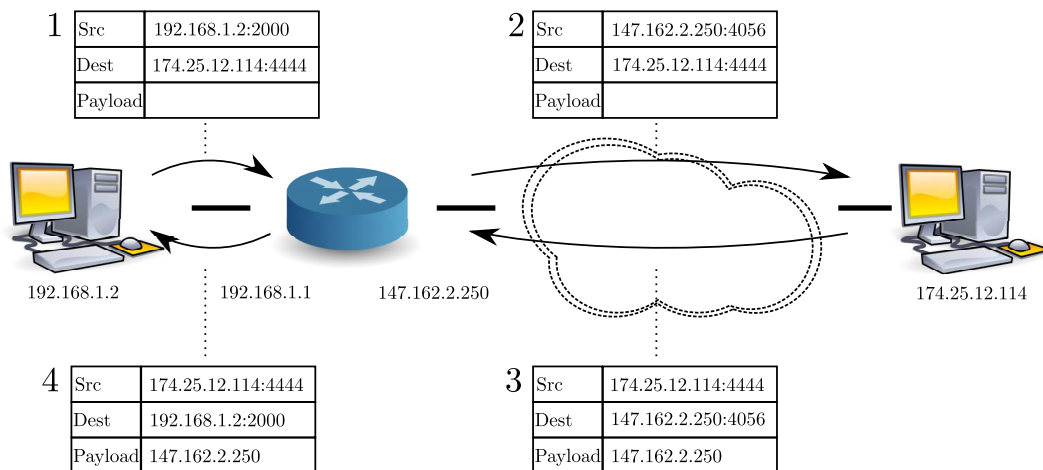 1
Src 192.168.1.2:2000
Dest 174.25.12.114:4444
Payload
2
Src 147.162.2.250:4056
Dest 174.25.12.114:4444
Payload
192.168.1.2
192.168.1.1
147.162.2.250
174.25.12.114
4
Src 174.25.12.114:4444
Dest 192.168.1.2:2000
Payload 147.162.2.250
3
Src 174.25.12.114:4444
Dest 147.162.2.250:4056
Payload 147.162.2.250